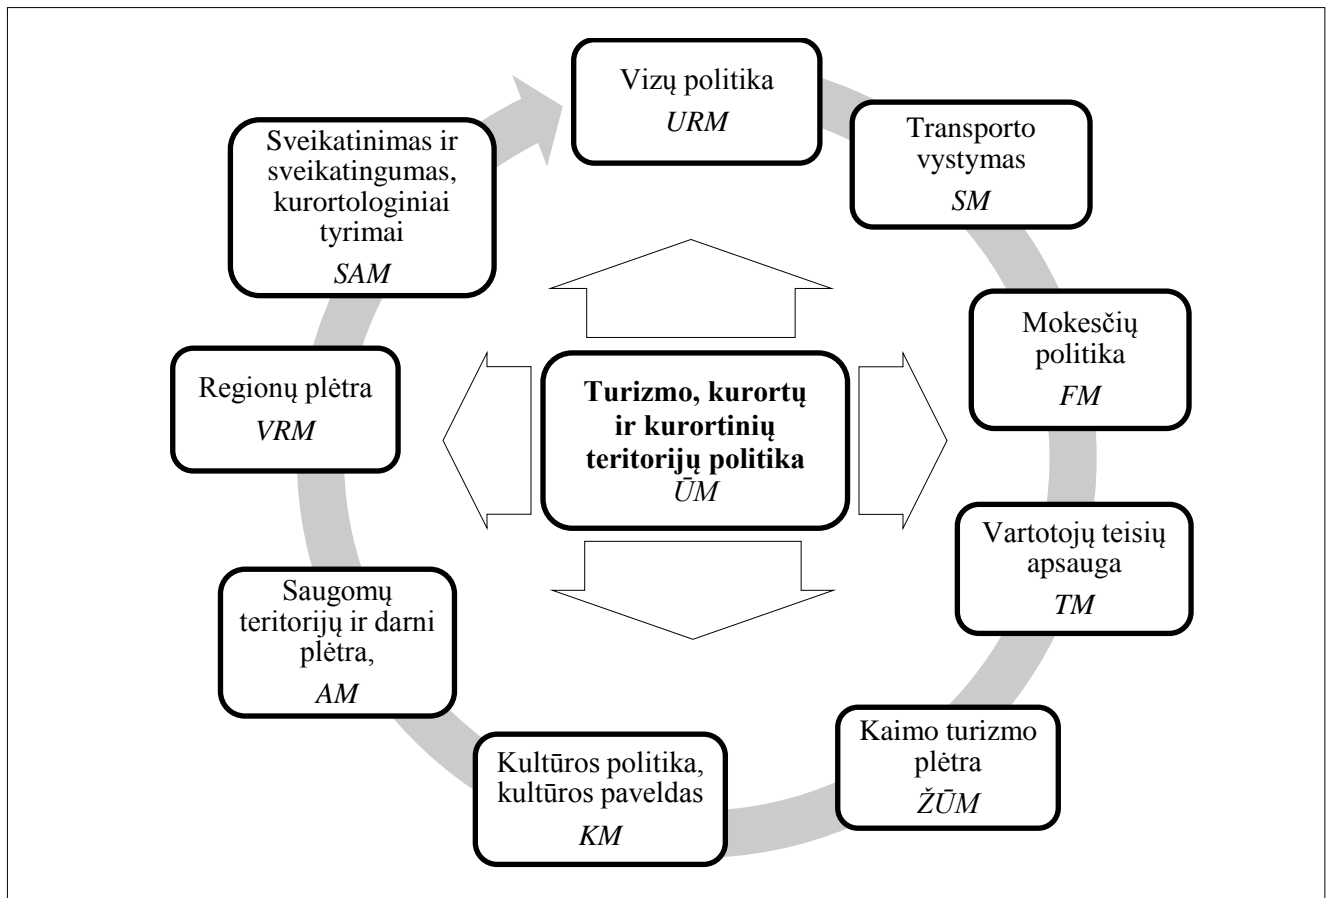 Vizų politika
URM
Transporto
vystymas
SM
Mokesčių
politika
FM
Vartotojų teisių
apsauga
TM
Kaimo turizmo
plėtra
ŽŪM
Kultūros politika,
kultūros paveldas
KM
Saugomų
teritorijų ir darni
plėtra,
AM
Regionų plėtra
VRM
Sveikatinimas ir
sveikatingumas,
kurortologiniai
tyrimai
SAM
Turizmo, kurortų
ir kurortinių
teritorijų politika
ŪM